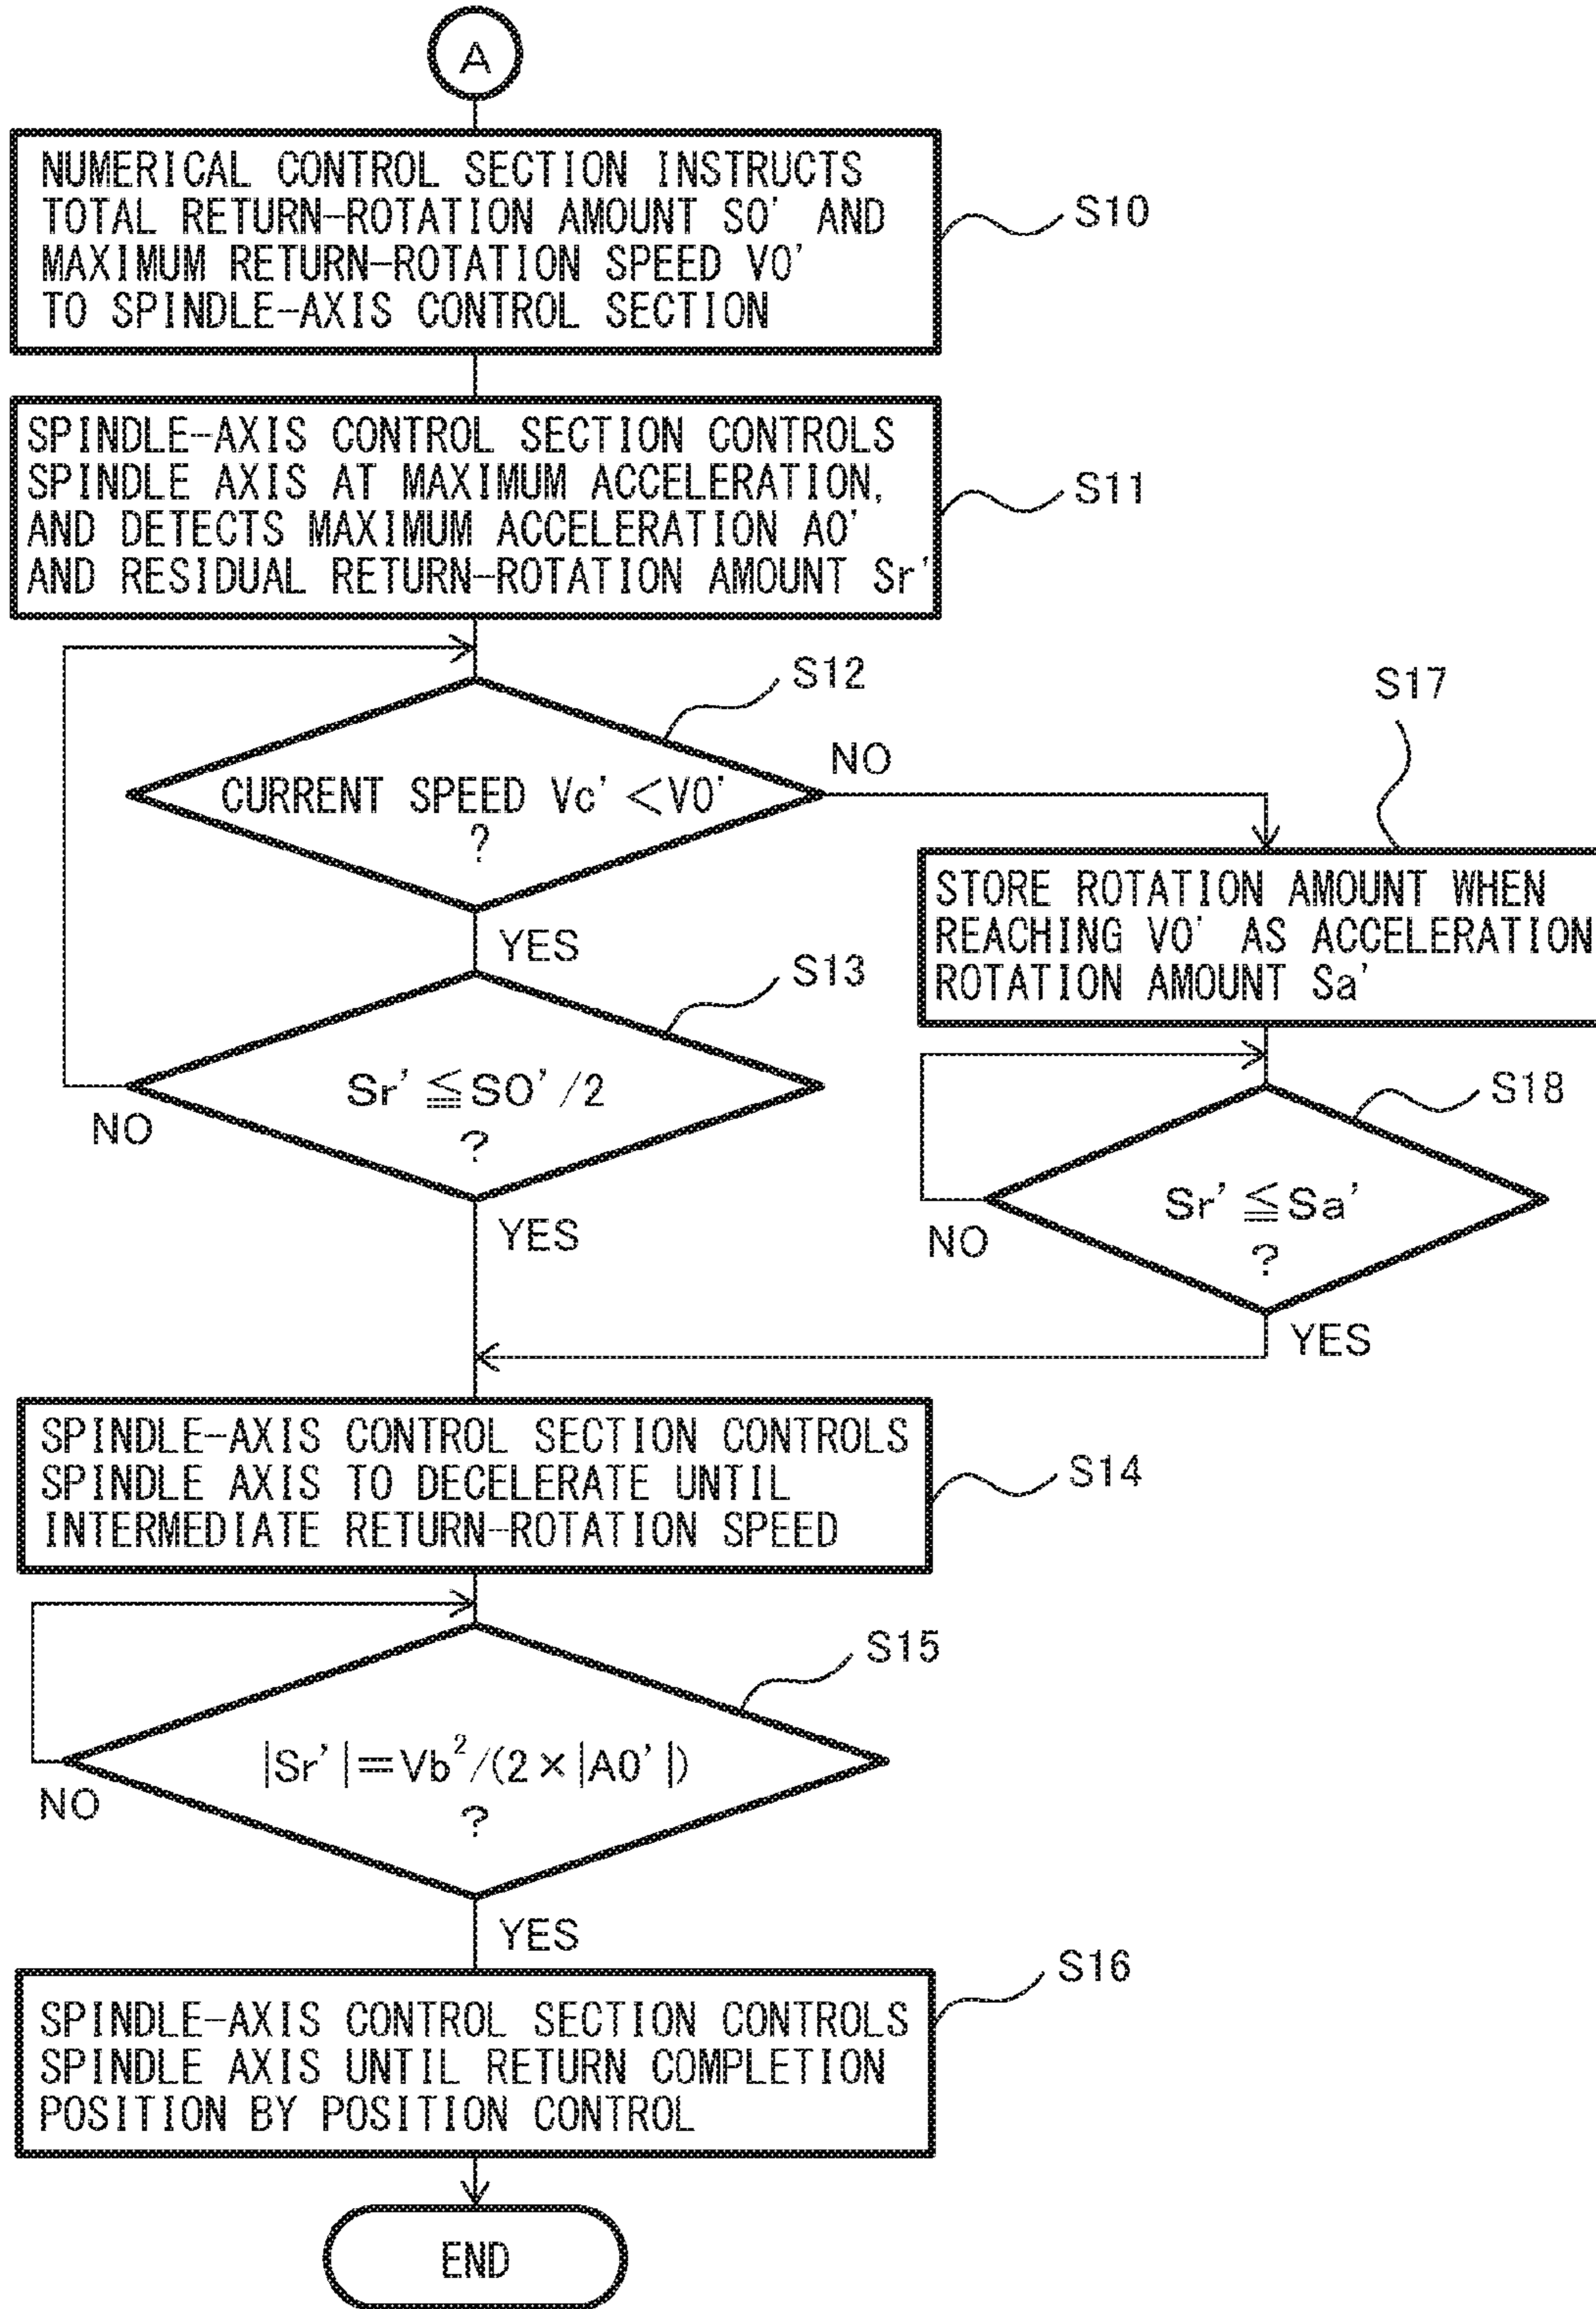 A
NUMERICAL CONTROL SECTION INSTRUCTS
TOTAL RETURN-ROTATION AMOUNT S0' AND
MAXIMUM RETURN-ROTATION SPEED V0'
TO SPINDLE-AXIS CONTROL SECTION
S10
SPINDLE-AXIS CONTROL SECTION CONTROLS
SPINDLE AXIS AT MAXIMUM ACCELERATION,
AND DETECTS MAXIMUM ACCELERATION A0'
AND RESIDUAL RETURN-ROTATION AMOUNT Sr'
S11
S12
CURRENT SPEED Vc' <V0'
?
NO
YES
S17
STORE ROTATION AMOUNT WHEN
REACHING V0' AS ACCELERATION
ROTATION AMOUNT Sa'
S13
Sr' ≦S0' /2
?
NO
YES
S18
Sr' ≦Sa'
?
NO
YES
SPINDLE-AXIS CONTROL SECTION CONTROLS
SPINDLE AXIS TO DECELERATE UNTIL
INTERMEDIATE RETURN-ROTATION SPEED
S14
S15
|Sr' |=Vb²/(2×|A0' |)
?
NO
YES
SPINDLE-AXIS CONTROL SECTION CONTROLS
SPINDLE AXIS UNTIL RETURN COMPLETION
POSITION BY POSITION CONTROL
S16
END